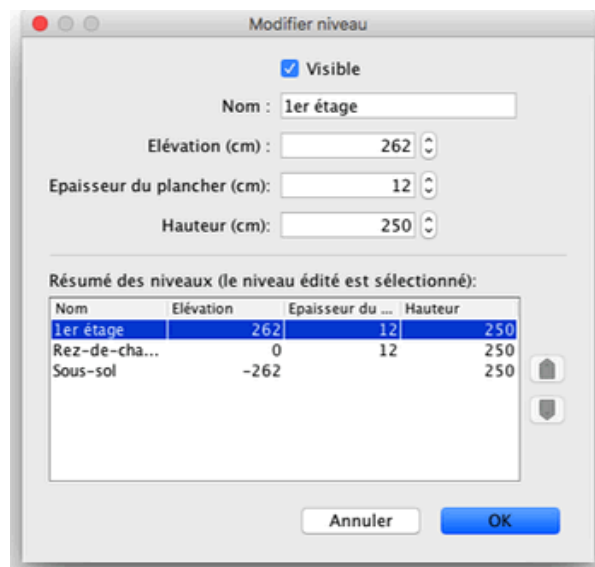 Modifier niveau
Visible
Nom : 1er étage
Elévation (cm) : 262
Epaisseur du plancher (cm): 12
Hauteur (cm): 250
Résumé des niveaux (le niveau édité est sélectionné):
Nom Elévation Epaisseur du ... Hauteur
1er étage 262 12 250
Rez-de-cha... 0 12 250
Sous-sol -262 250
Annuler OK